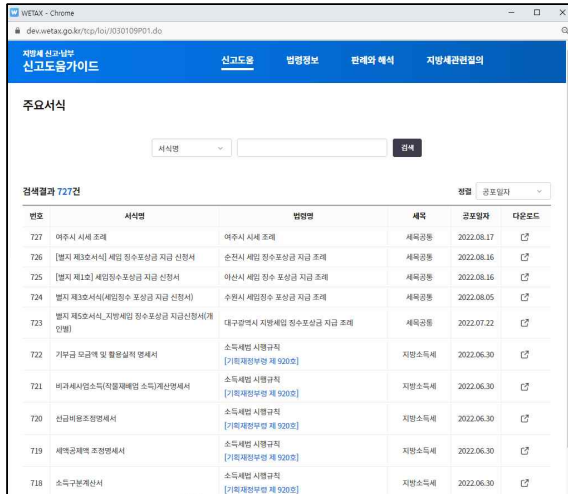 WETAX - Chrome
dev.wetax.go.kr/tcp/loi/J030109P01.do
지방세 신고·납부
신고도움가이드
신고도움 법령정보 판례와 해석 지방세관련질의
주요서식
서식명 검색
검색결과 727건 정렬 공포일자
번호 서식명 법령명 세목 공포일자 다운로드
727 여주시 시세 조례 여주시 시세 조례 세목공통 2022.08.17
726 [별지 제3호서식] 세입 징수포상금 지급 신청서 순천시 세입 징수포상금 지급 조례 세목공통 2022.08.16
725 [별지 제1호] 세입징수포상금 지급 신청서 아산시 세입 징수 포상금 지급 조례 세목공통 2022.08.16
724 별지 제3호서식(세입징수 포상금 지급 신청서) 수원시 세입징수 포상금 지급 조례 세목공통 2022.08.05
723 별지 제5호서식_지방세입 징수포상금 지급신청서(개인별) 대구광역시 지방세입 징수포상금 지급 조례 세목공통 2022.07.22
722 기부금 모금액 및 활용실적 명세서 소득세법 시행규칙 지방소득세 2022.06.30
[기획재정부령 제 920호]
721 비과세사업소득(작물재배업 소득)계산명세서 소득세법 시행규칙 지방소득세 2022.06.30
[기획재정부령 제 920호]
720 선급비용조정명세서 소득세법 시행규칙 지방소득세 2022.06.30
[기획재정부령 제 920호]
719 세액공제액 조정명세서 소득세법 시행규칙 지방소득세 2022.06.30
[기획재정부령 제 920호]
718 소득구분계산서 소득세법 시행규칙 지방소득세 2022.06.30
[기획재정부령 제 920호]